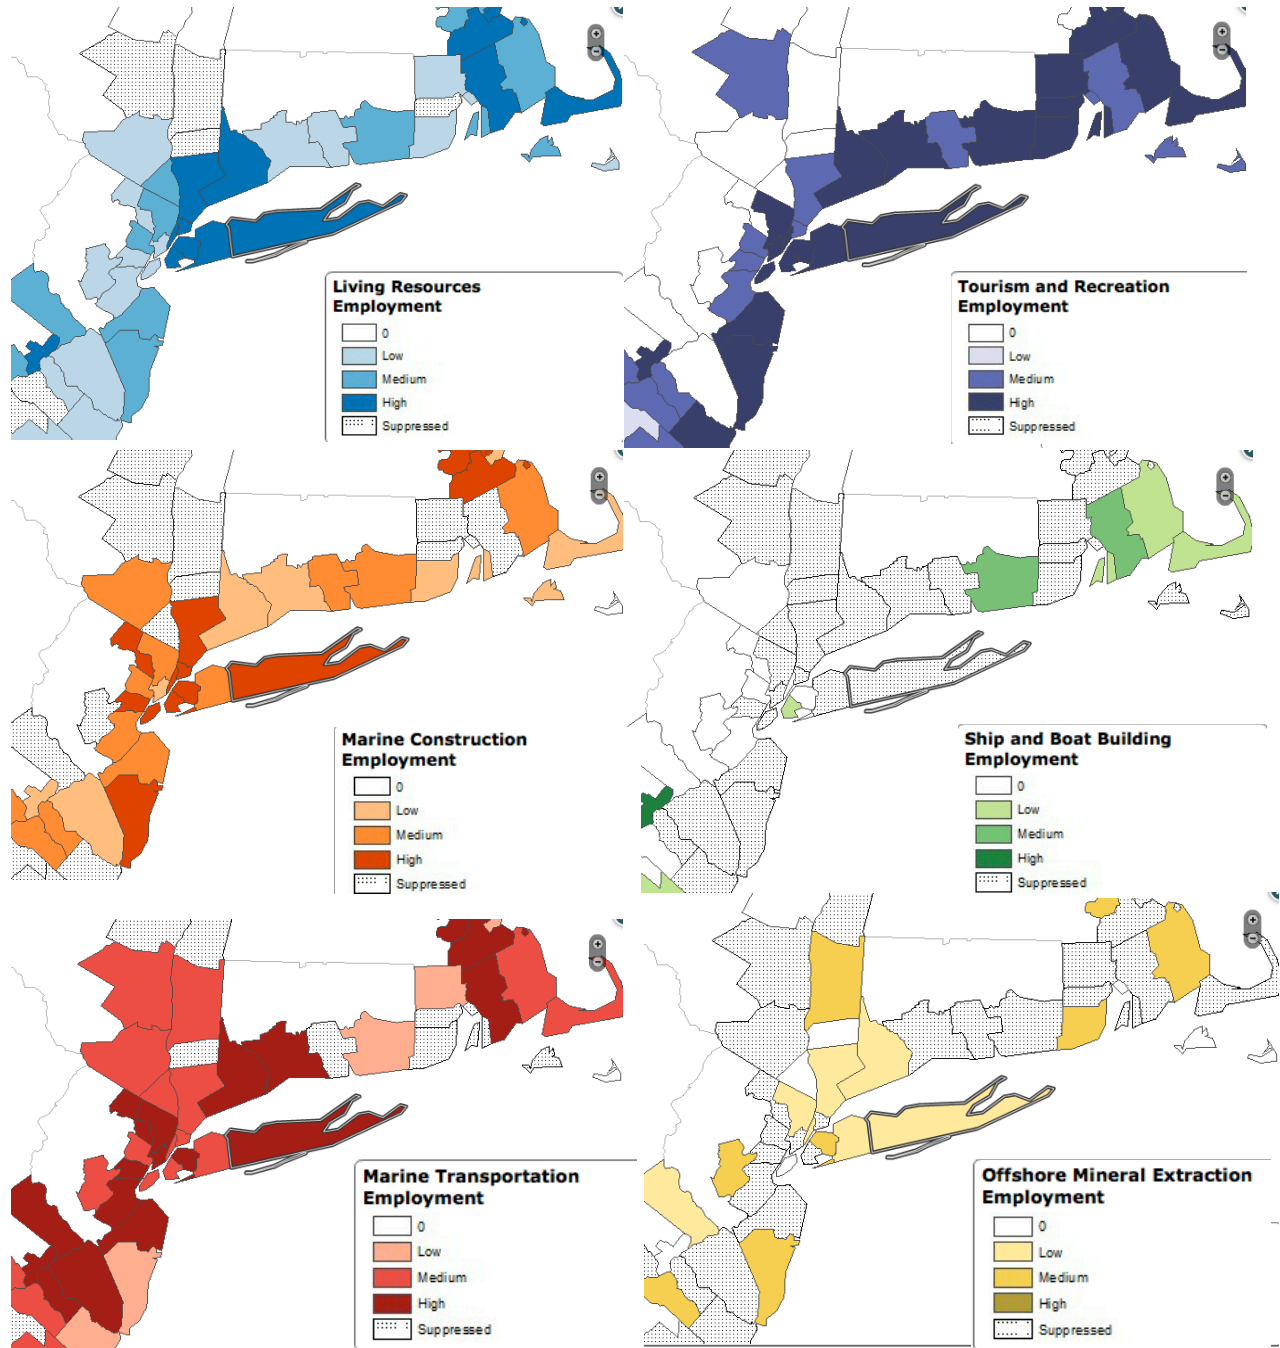 Living Resources
Employment
0
Low
Medium
High
Suppressed
Tourism and Recreation
Employment
0
Low
Medium
High
Suppressed
Marine Construction
Employment
0
Low
Medium
High
Suppressed
Ship and Boat Building
Employment
0
Low
Medium
High
Suppressed
Marine Transportation
Employment
0
Low
Medium
High
Suppressed
Offshore Mineral Extraction
Employment
0
Low
Medium
High
Suppressed